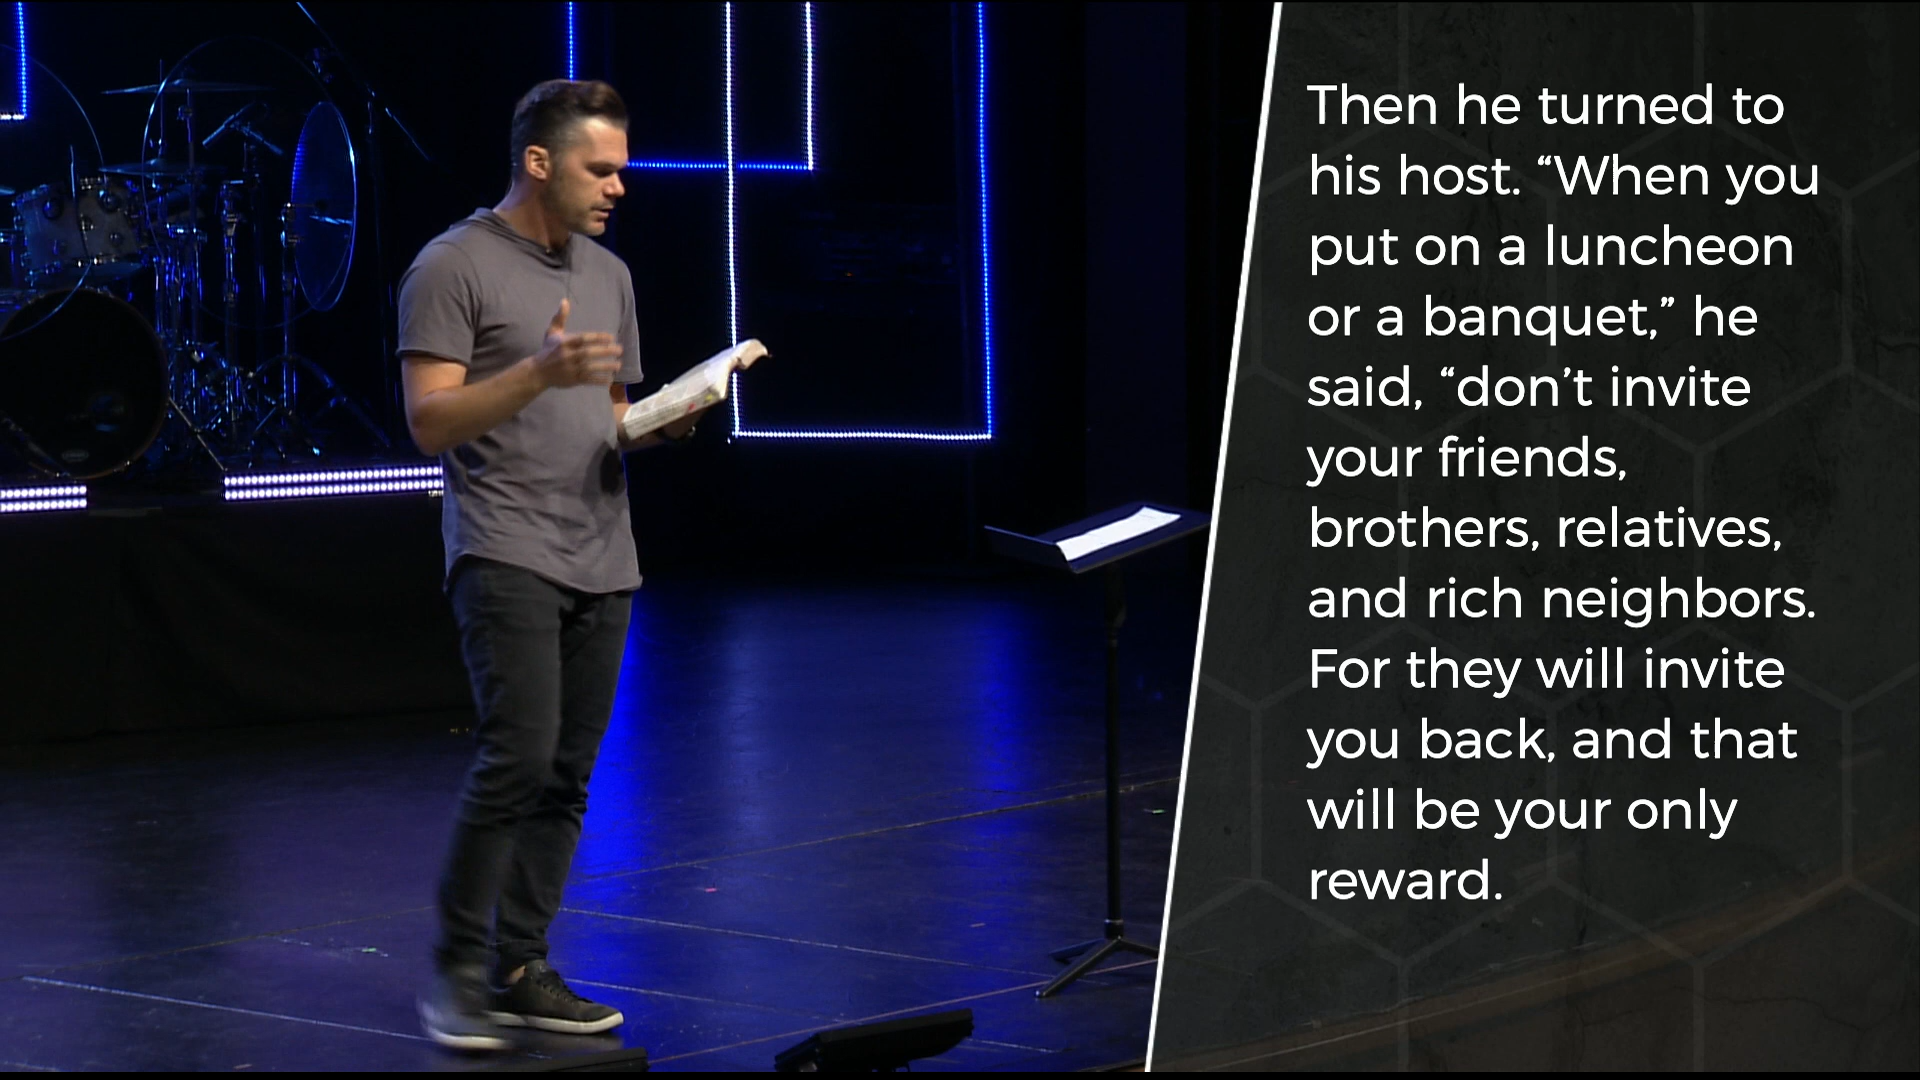 Then he turned to
his host. “When you
put on a luncheon
or a banquet,” he
said, “don’t invite
your friends,
brothers, relatives,
and rich neighbors.
For they will invite
you back, and that
will be your only
reward.